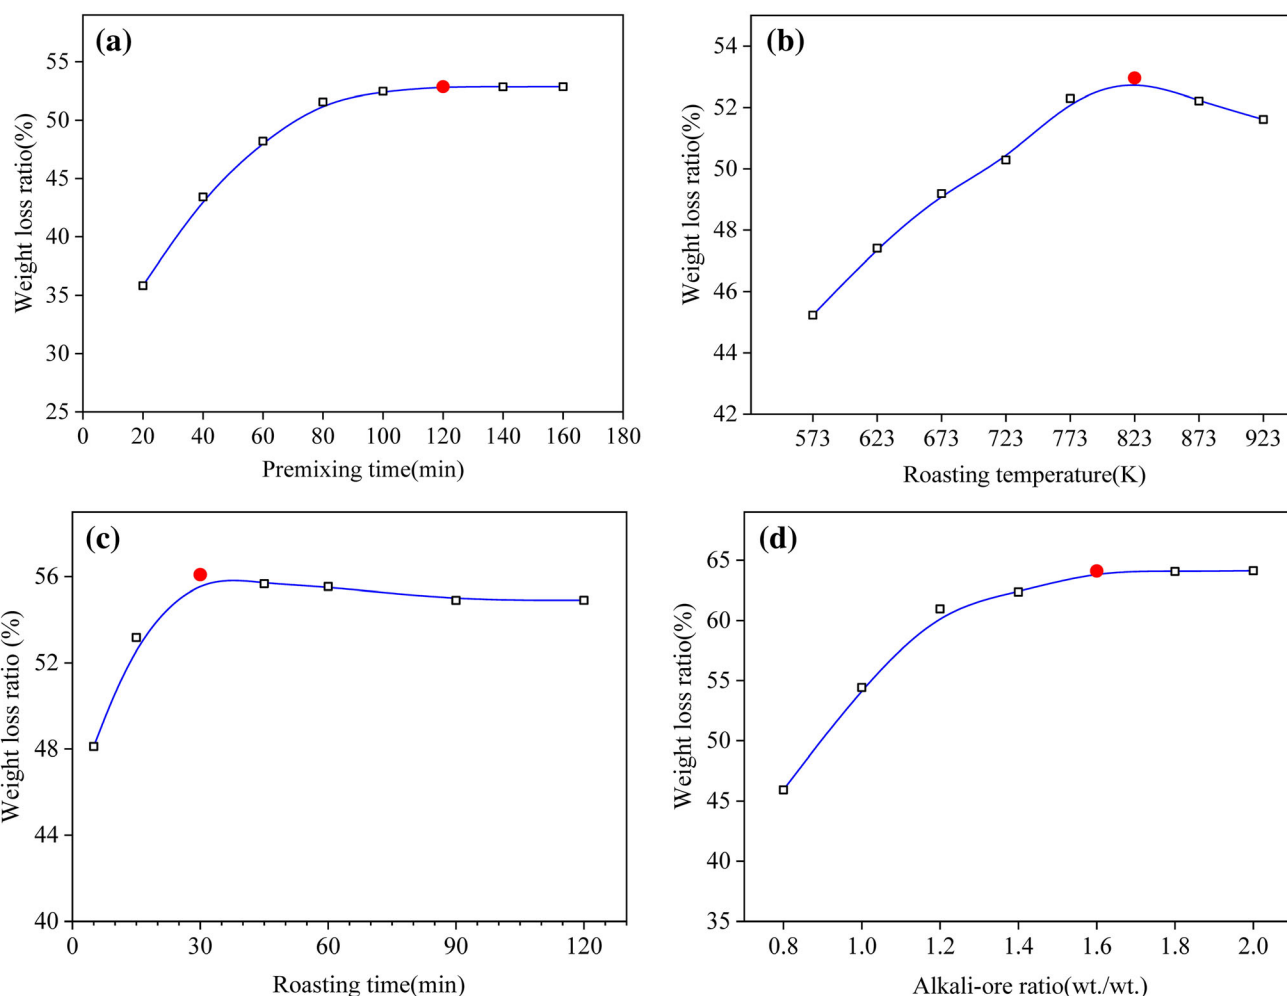 (a)
55
50
45
40
35
30
25
Weight loss ratio(%)
0 20 40 60 80 100 120 140 160 180
Premixing time(min)
(b)
54
52
50
48
46
44
42
Weight loss ratio(%)
573 623 673 723 773 823 873 923
Roasting temperature(K)
(c)
56
52
48
44
40
Weight loss ratio (%)
0 30 60 90 120
Roasting time(min)
(d)
65
60
55
50
45
40
35
Weight loss ratio(%)
0.8 1.0 1.2 1.4 1.6 1.8 2.0
Alkali-ore ratio(wt./wt.)